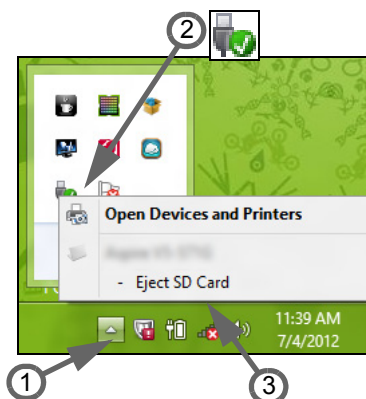 2
Open Devices and Printers
- Eject SD Card
11:39 AM
7/4/2012
1
3